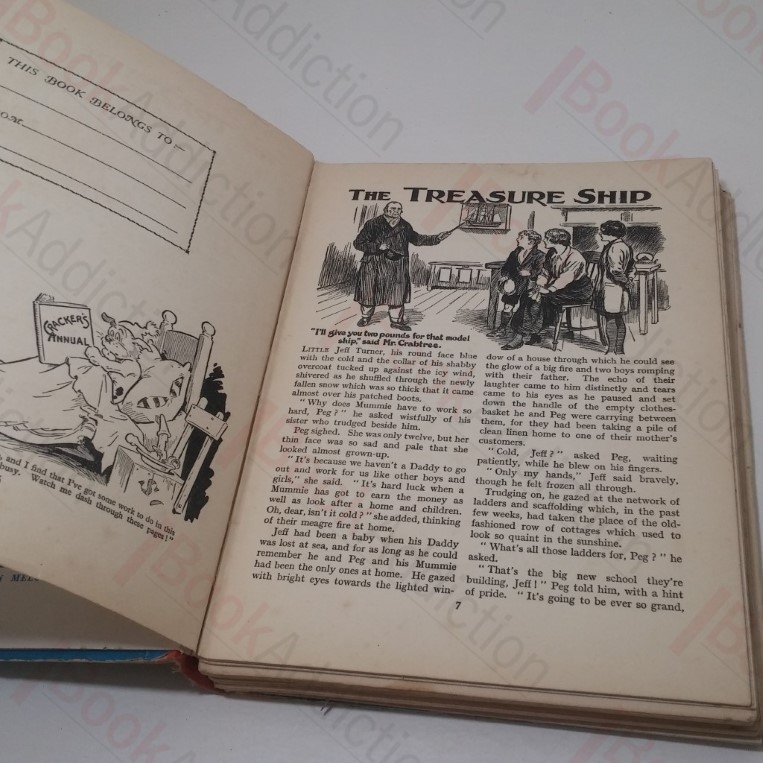 THIS BOOK BELONGS TO:—
CRACKER'S
ANNUAL
, and I find that I've got some work to do in this
busy. Watch me dash through these pages!"
THE TREASURE SHIP
"I'll give you two pounds for that model
ship," said Mr. Crabtree.
LITTLE Jeff Turner, his round face blue
with the cold and the collar of his shabby
overcoat tucked up against the icy wind,
shivered as he shuffled through the newly
fallen snow which was so thick that it came
almost over his patched boots.
"Why does Mummie have to work so
hard, Peg?" he asked wistfully of his
sister who trudged beside him.
Peg sighed. She was only twelve, but her
thin face was so sad and pale that she
looked almost grown-up.
"It's because we haven't a Daddy to go
out and work for us like other boys and
girls," she said. "It's hard luck when a
Mummie has got to earn the money as
well as look after a home and children.
Oh, dear, isn't it cold?" she added, thinking
of their meagre fire at home.
Jeff had been a baby when his Daddy
was lost at sea, and for as long as he could
remember he and Peg and his Mummie
had been the only ones at home. He gazed
with bright eyes towards the lighted win-
dow of a house through which he could see
the glow of a big fire and two boys romping
with their father. The echo of their
laughter came to him distinctly and tears
came to his eyes as he paused and set
down the handle of the empty clothes-
basket he and Peg were carrying between
them, for they had been taking a pile of
clean linen home to one of their mother's
customers.
"Cold, Jeff?" asked Peg, waiting
patiently, while he blew on his fingers.
"Only my hands," Jeff said bravely,
though he felt frozen all through.
Trudging on, he gazed at the network of
ladders and scaffolding which, in the past
few weeks, had taken the place of the old-
fashioned row of cottages which used to
look so quaint in the sunshine.
"What's all those ladders for, Peg?" he
asked.
"That's the big new school they're
building, Jeff!" Peg told him, with a hint
of pride. "It's going to be ever so grand,
7
BookAddiction